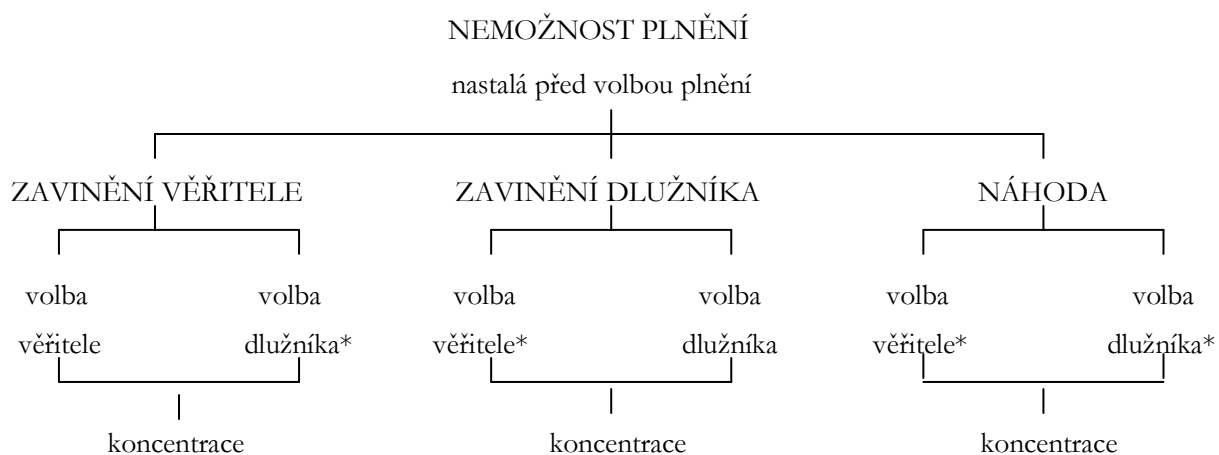 NEMOŽNOST PLNĚNÍ
nastalá před volbou plnění
ZAVINĚNÍ VĚŘITELE ZAVINĚNÍ DLUŽNÍKA NÁHODA
volba volba volba volba volba volba
věřitele dlužníka* věřitele* dlužníka věřitele* dlužníka*
koncentrace koncentrace koncentrace